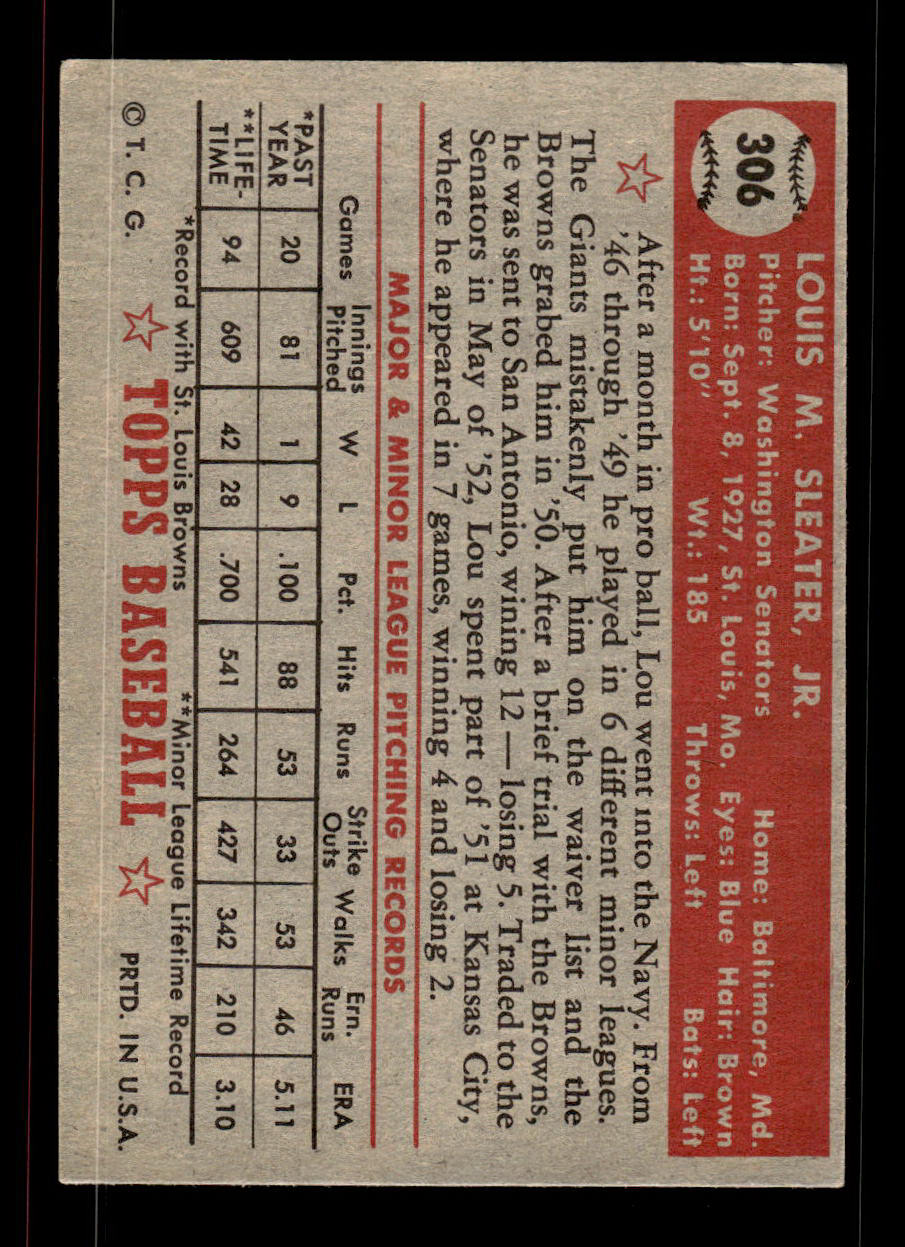 306
LOUIS M. SLEATER, JR.
Pitcher: Washington Senators Home: Baltimore, Md.
Born: Sept. 8, 1927, St. Louis, Mo. Eyes: Blue Hair: Brown
Ht.: 5'10" Wt.: 185 Throws: Left Bats: Left
After a month in pro ball, Lou went into the Navy. From
'46 through '49 he played in 6 different minor leagues.
The Giants mistakenly put him on the waiver list and the
Browns grabed him in '50. After a brief trial with the Browns,
he was sent to San Antonio, wining 12 — losing 5. Traded to the
Senators in May of '52, Lou spent part of '51 at Kansas City,
where he appeared in 7 games, winning 4 and losing 2.
MAJOR & MINOR LEAGUE PITCHING RECORDS
Games Innings Pitched W L Pct. Hits Runs Strike Outs Walks Ern. Runs ERA
*PAST YEAR 20 81 1 9 .100 88 53 33 53 46 5.11
**LIFE-TIME 94 609 42 28 .700 541 264 427 342 210 3.10
*Record with St. Louis Browns **Minor League Lifetime Record
© T. C. G. TOPPS BASEBALL PRTD. IN U.S.A.